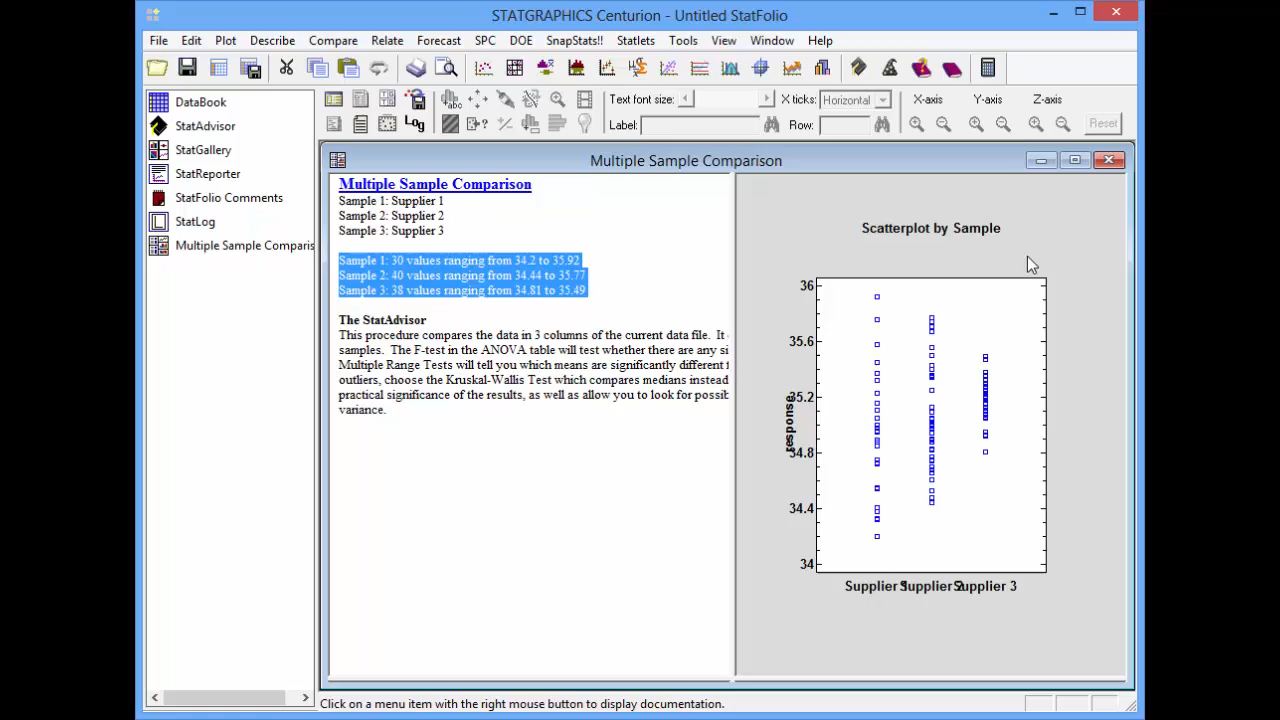 STATGRAPHICS Centurion - Untitled StatFolio
File Edit Plot Describe Compare Relate Forecast SPC DOE SnapStats!! Statlets Tools View Window Help
Text font size: X ticks: Horizontal X-axis Y-axis Z-axis
Log Label: Row: Reset
DataBook
StatAdvisor
StatGallery
StatReporter
StatFolio Comments
StatLog
Multiple Sample Comparis
Multiple Sample Comparison
Multiple Sample Comparison
Sample 1: Supplier 1
Sample 2: Supplier 2
Sample 3: Supplier 3
Sample 1: 30 values ranging from 34.2 to 35.92
Sample 2: 40 values ranging from 34.44 to 35.77
Sample 3: 38 values ranging from 34.81 to 35.49
The StatAdvisor
This procedure compares the data in 3 columns of the current data file. It
samples. The F-test in the ANOVA table will test whether there are any si
Multiple Range Tests will tell you which means are significantly different
outliers, choose the Kruskal-Wallis Test which compares medians instead
practical significance of the results, as well as allow you to look for possib
variance.
Scatterplot by Sample
36
35.6
35.2
34.8
34.4
34
response
Supplier 1 Supplier 2 Supplier 3
Click on a menu item with the right mouse button to display documentation.